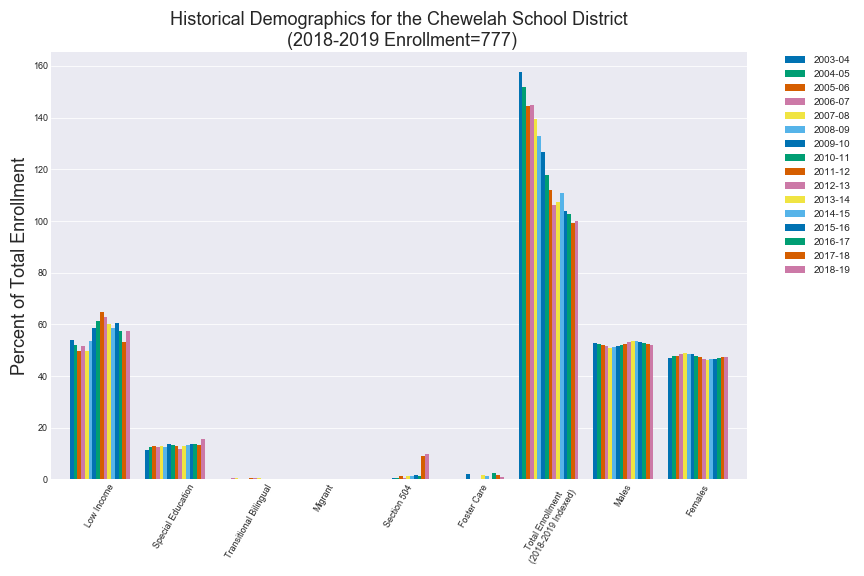 Historical Demographics for the Chewelah School District
(2018-2019 Enrollment=777)
Percent of Total Enrollment
160
140
120
100
80
60
40
20
0
Low Income
Special Education
Transitional Bilingual
Migrant
Section 504
Foster Care
Total Enrollment
(2018-2019 Indexed)
Males
Females
2003-04
2004-05
2005-06
2006-07
2007-08
2008-09
2009-10
2010-11
2011-12
2012-13
2013-14
2014-15
2015-16
2016-17
2017-18
2018-19